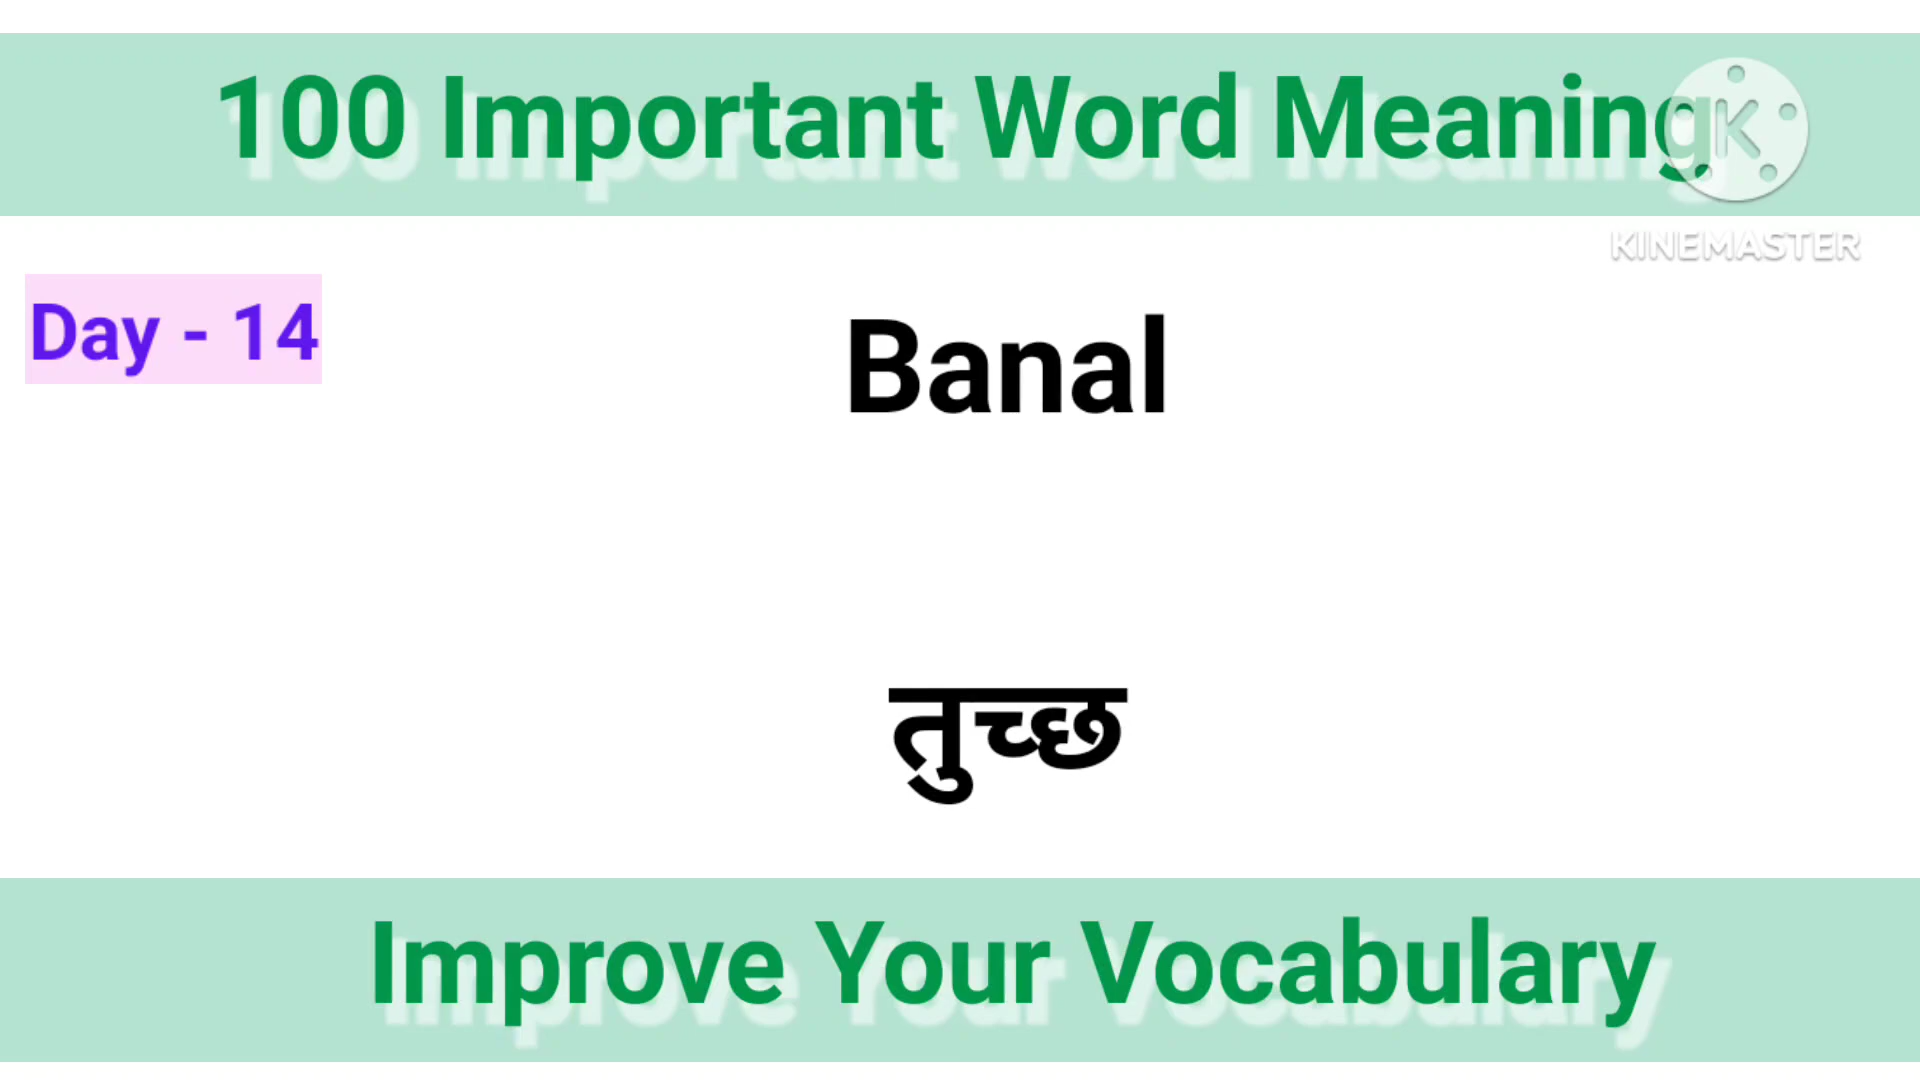 100 Important Word Meaning
K
KINEMASTER
Day - 14
Banal
तुच्छ
Improve Your Vocabulary